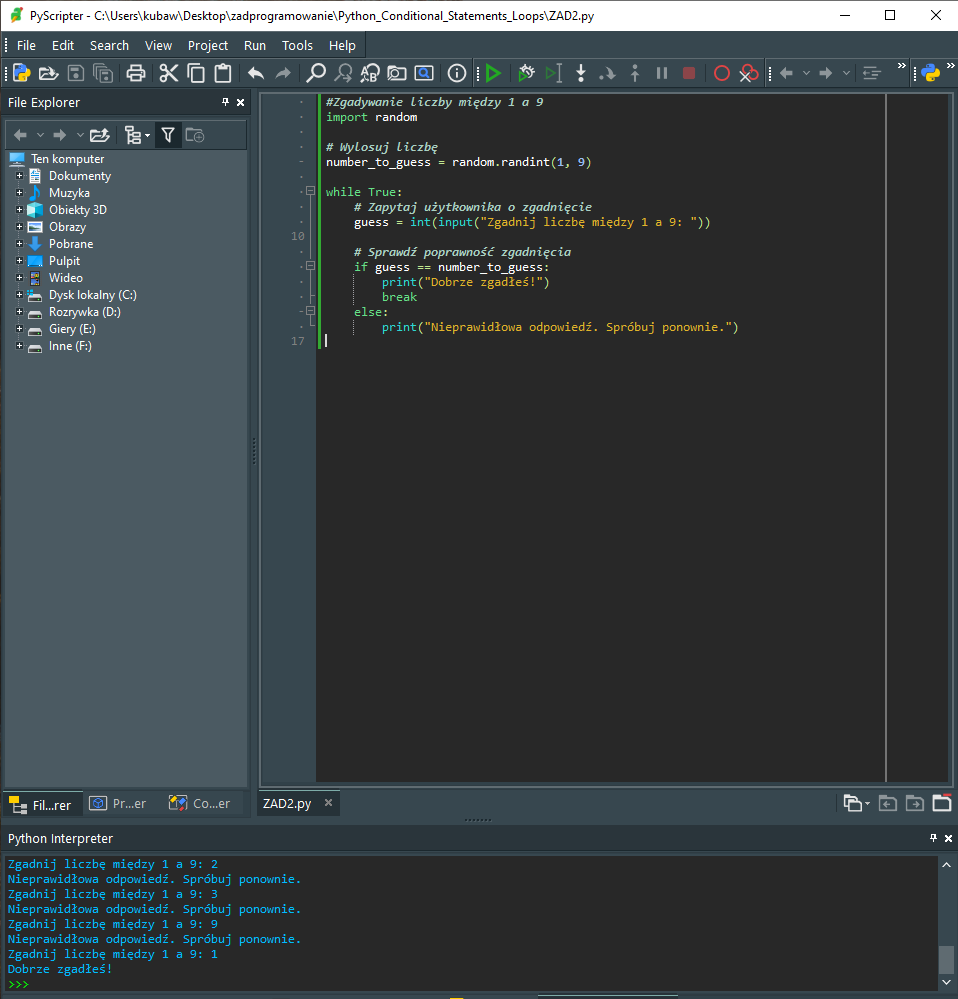 PyScripter - C:\Users\kubaw\Desktop\zadprogramowanie\Python_Conditional_Statements_Loops\ZAD2.py
File Edit Search View Project Run Tools Help
File Explorer
Ten komputer
Dokumenty
Muzyka
Obiekty 3D
Obrazy
Pobrane
Pulpit
Wideo
Dysk lokalny (C:)
Rozrywka (D:)
Giery (E:)
Inne (F:)
Fil...rer Pr...er Co...er
#Zgadywanie liczby między 1 a 9
import random
# Wylosuj liczbę
number_to_guess = random.randint(1, 9)
while True:
# Zapytaj użytkownika o zgadnięcie
guess = int(input("Zgadnij liczbę między 1 a 9: "))
10
# Sprawdź poprawność zgadnięcia
if guess == number_to_guess:
print("Dobrze zgadłeś!")
break
else:
print("Nieprawidłowa odpowiedź. Spróbuj ponownie.")
17
ZAD2.py
Python Interpreter
Zgadnij liczbę między 1 a 9: 2
Nieprawidłowa odpowiedź. Spróbuj ponownie.
Zgadnij liczbę między 1 a 9: 3
Nieprawidłowa odpowiedź. Spróbuj ponownie.
Zgadnij liczbę między 1 a 9: 9
Nieprawidłowa odpowiedź. Spróbuj ponownie.
Zgadnij liczbę między 1 a 9: 1
Dobrze zgadłeś!
>>>